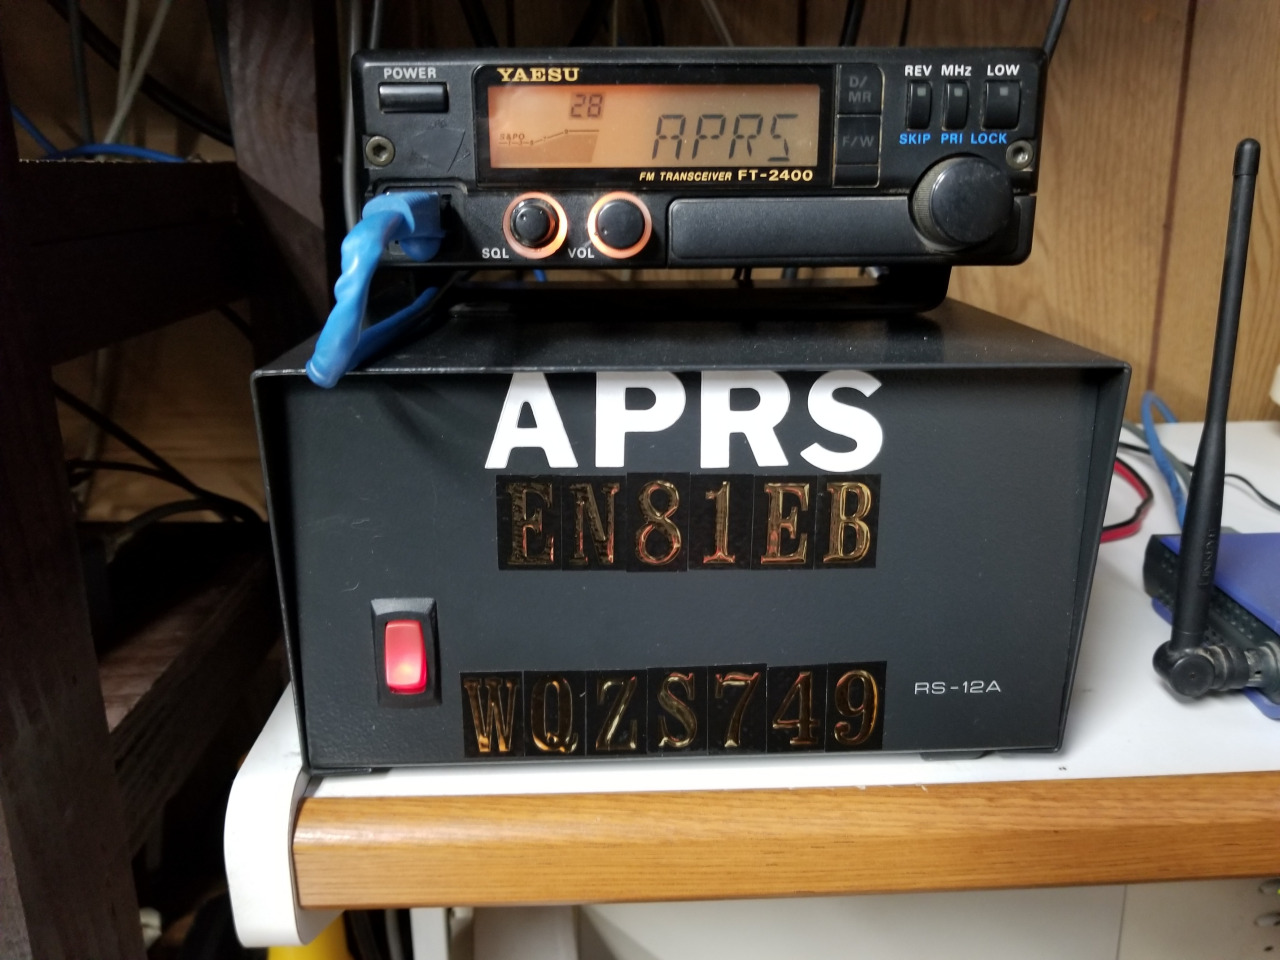 POWER
YAESU
D/
MR
F/W
REV MHz LOW
SKIP PRI LOCK
28
S&PO
APRS
FM TRANSCEIVER FT-2400
SQL VOL
APRS
EN81EB
WQZS749
RS-12A